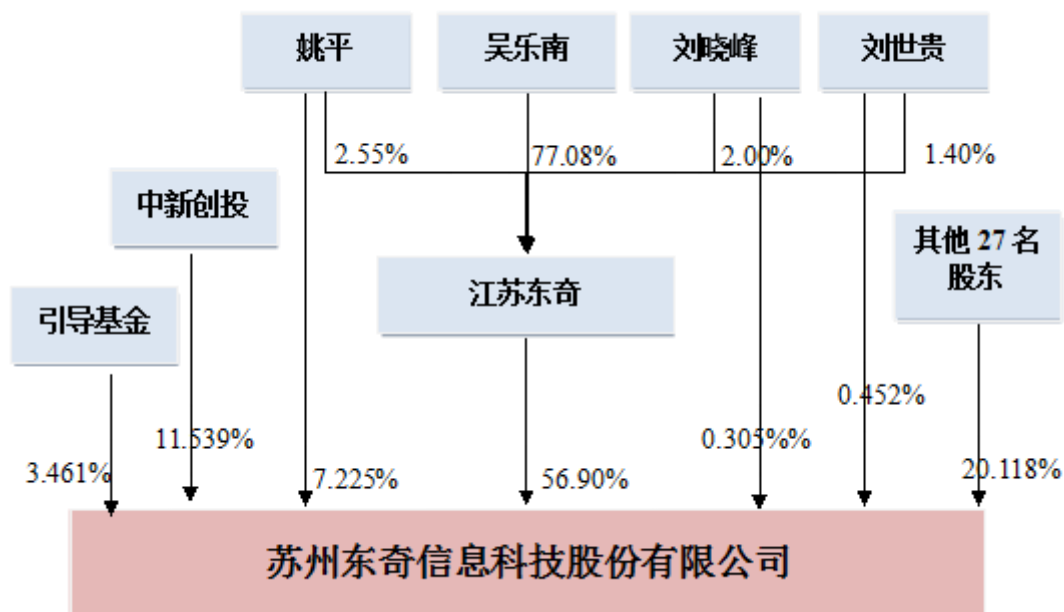 姚平
吴乐南
刘晓峰
刘世贵
2.55%
77.08%
2.00%
1.40%
中新创投
其他 27 名
股东
江苏东奇
引导基金
0.452%
11.539%
0.305%%
3.461%
7.225%
56.90%
20.118%
苏州东奇信息科技股份有限公司